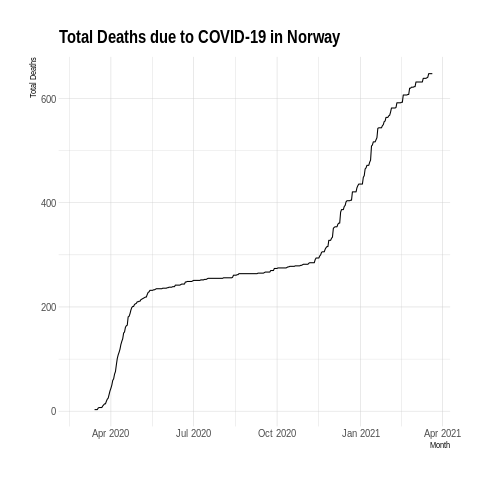 Total Deaths due to COVID-19 in Norway
Total Deaths
600
400
200
0
Apr 2020 Jul 2020 Oct 2020 Jan 2021 Apr 2021
Month